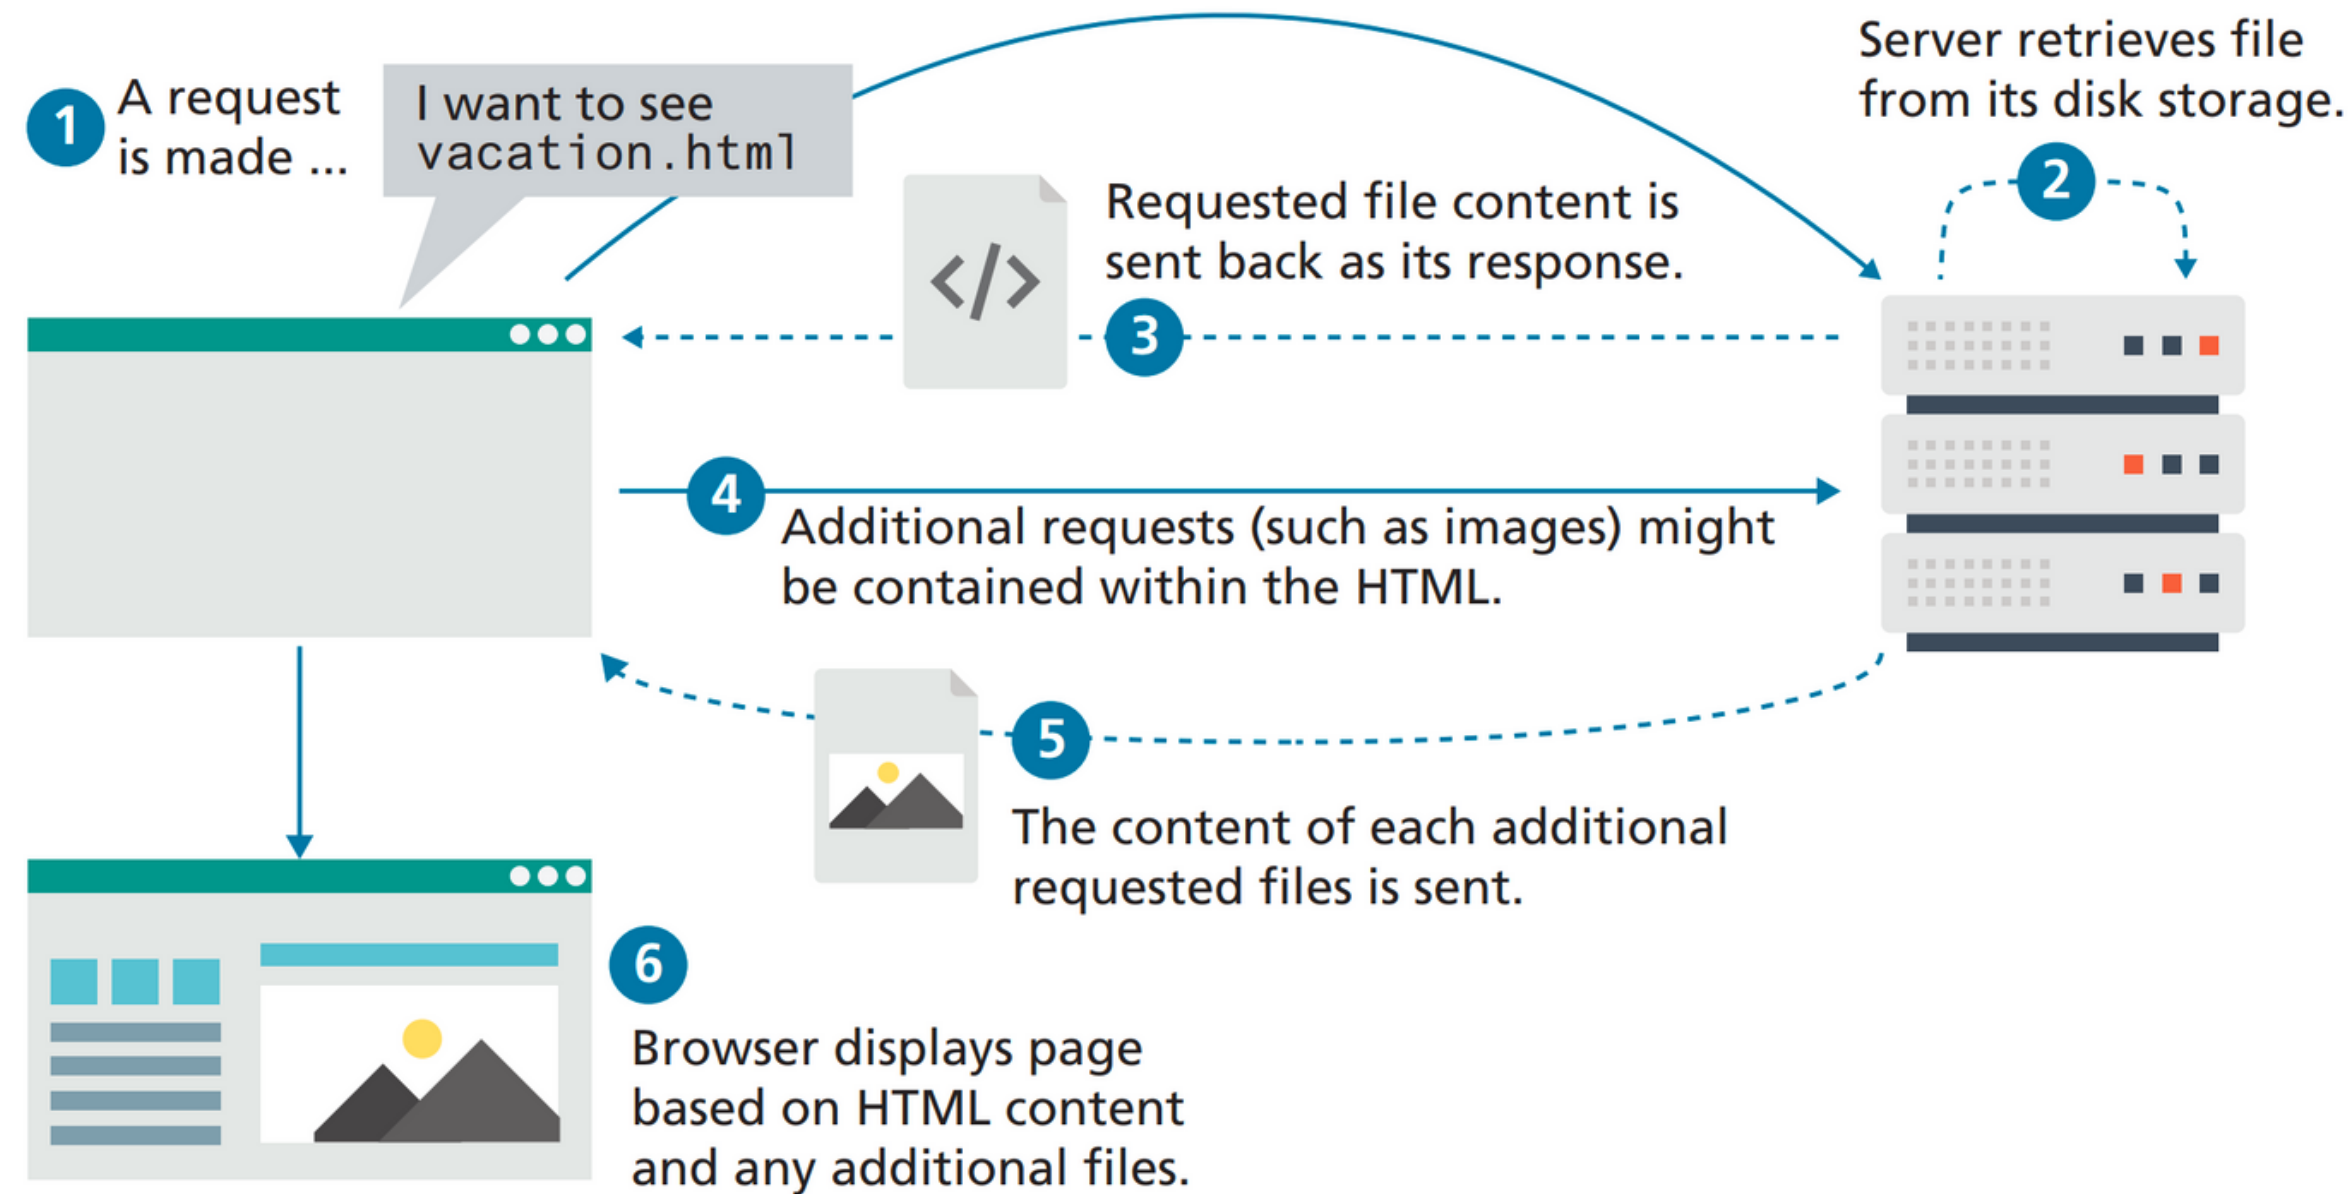 1
A request
is made ...
I want to see
vacation.html
Server retrieves file
from its disk storage.
2
Requested file content is
sent back as its response.
</>
3
4
Additional requests (such as images) might
be contained within the HTML.
5
The content of each additional
requested files is sent.
6
Browser displays page
based on HTML content
and any additional files.